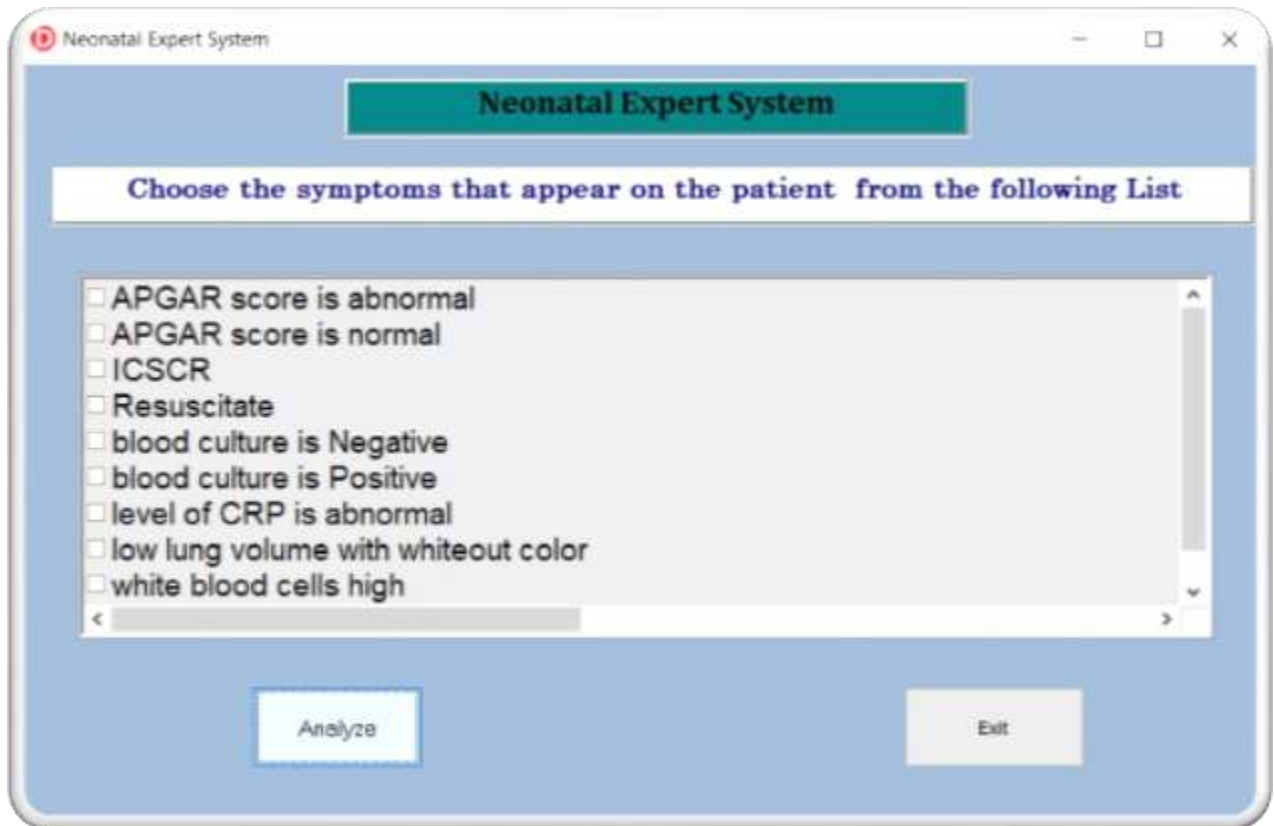 Neonatal Expert System
Neonatal Expert System
Choose the symptoms that appear on the patient from the following List
APGAR score is abnormal
APGAR score is normal
ICSCR
Resuscitate
blood culture is Negative
blood culture is Positive
level of CRP is abnormal
low lung volume with whiteout color
white blood cells high
Analyze
Exit